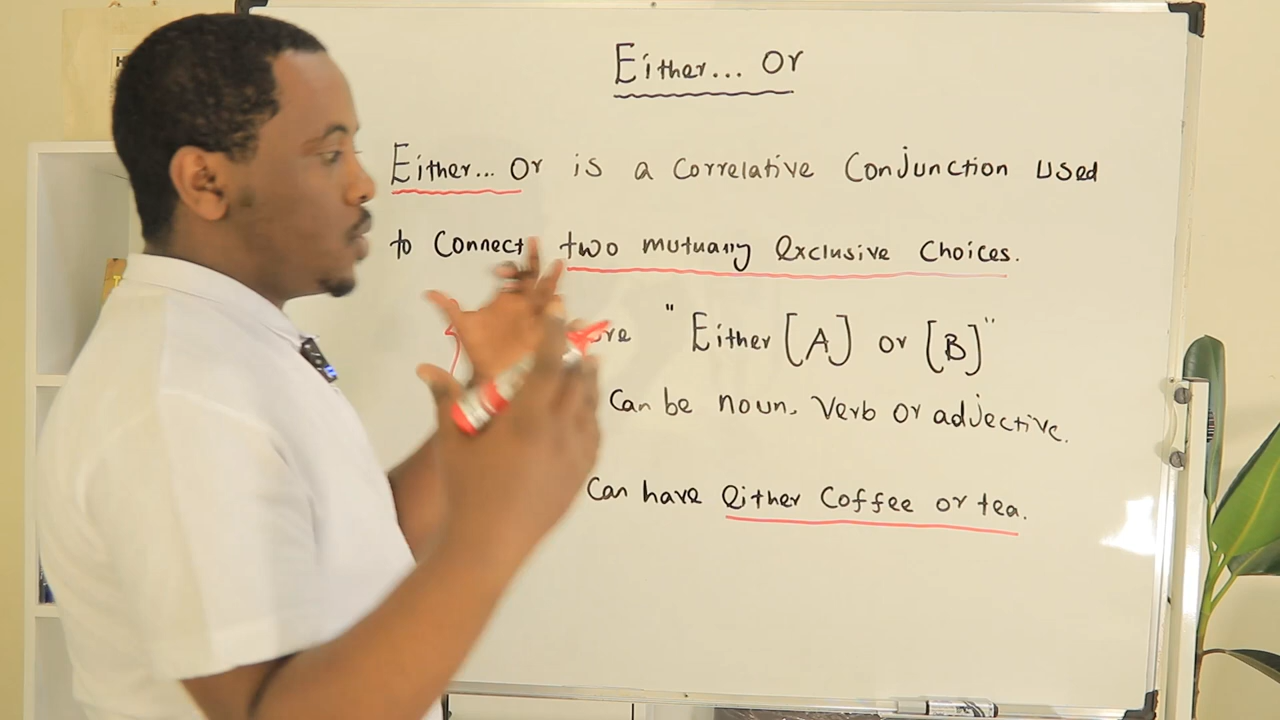 Either... Or
Either... Or is a correlative conjunction used
to connect two mutually exclusive choices.
"Either [A] or [B]"
Can be noun, verb or adjective.
Can have either coffee or tea.